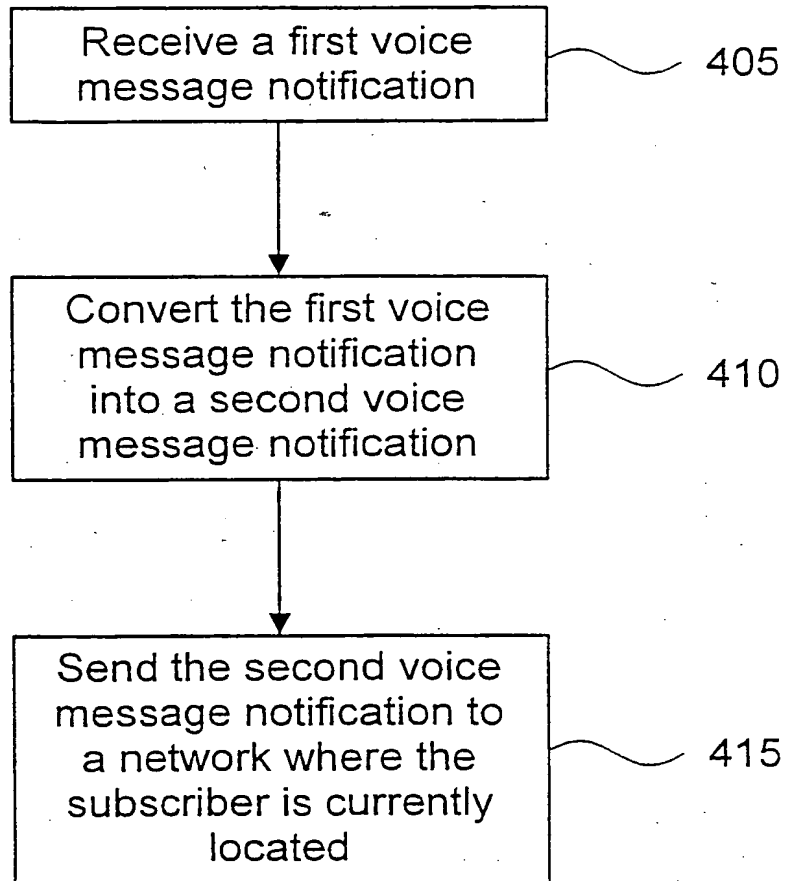 Receive a first voice
message notification
405
Convert the first voice
message notification
into a second voice
message notification
410
Send the second voice
message notification to
a network where the
subscriber is currently
located
415